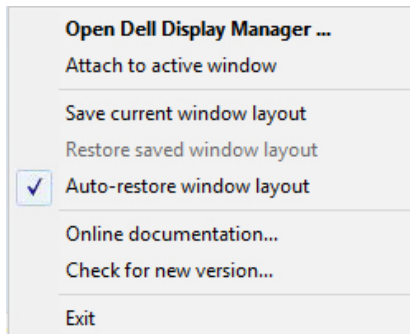 Open Dell Display Manager ...
Attach to active window
Save current window layout
Restore saved window layout
Auto-restore window layout
Online documentation...
Check for new version...
Exit